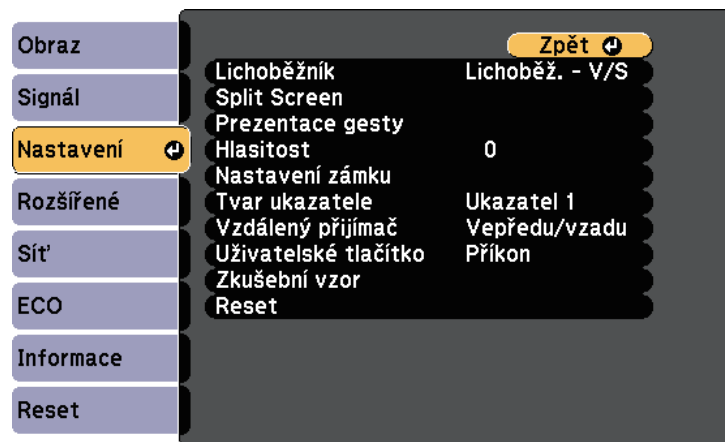 Obraz
Signál
Nastavení
Rozšířené
Síť
ECO
Informace
Reset
Zpět
Lichoběžník Lichoběž. - V/S
Split Screen
Prezentace gesty
Hlasitost 0
Nastavení zámku
Tvar ukazatele Ukazatel 1
Vzdálený přijímač Vepředu/vzadu
Uživatelské tlačítko Příkon
Zkušební vzor
Reset